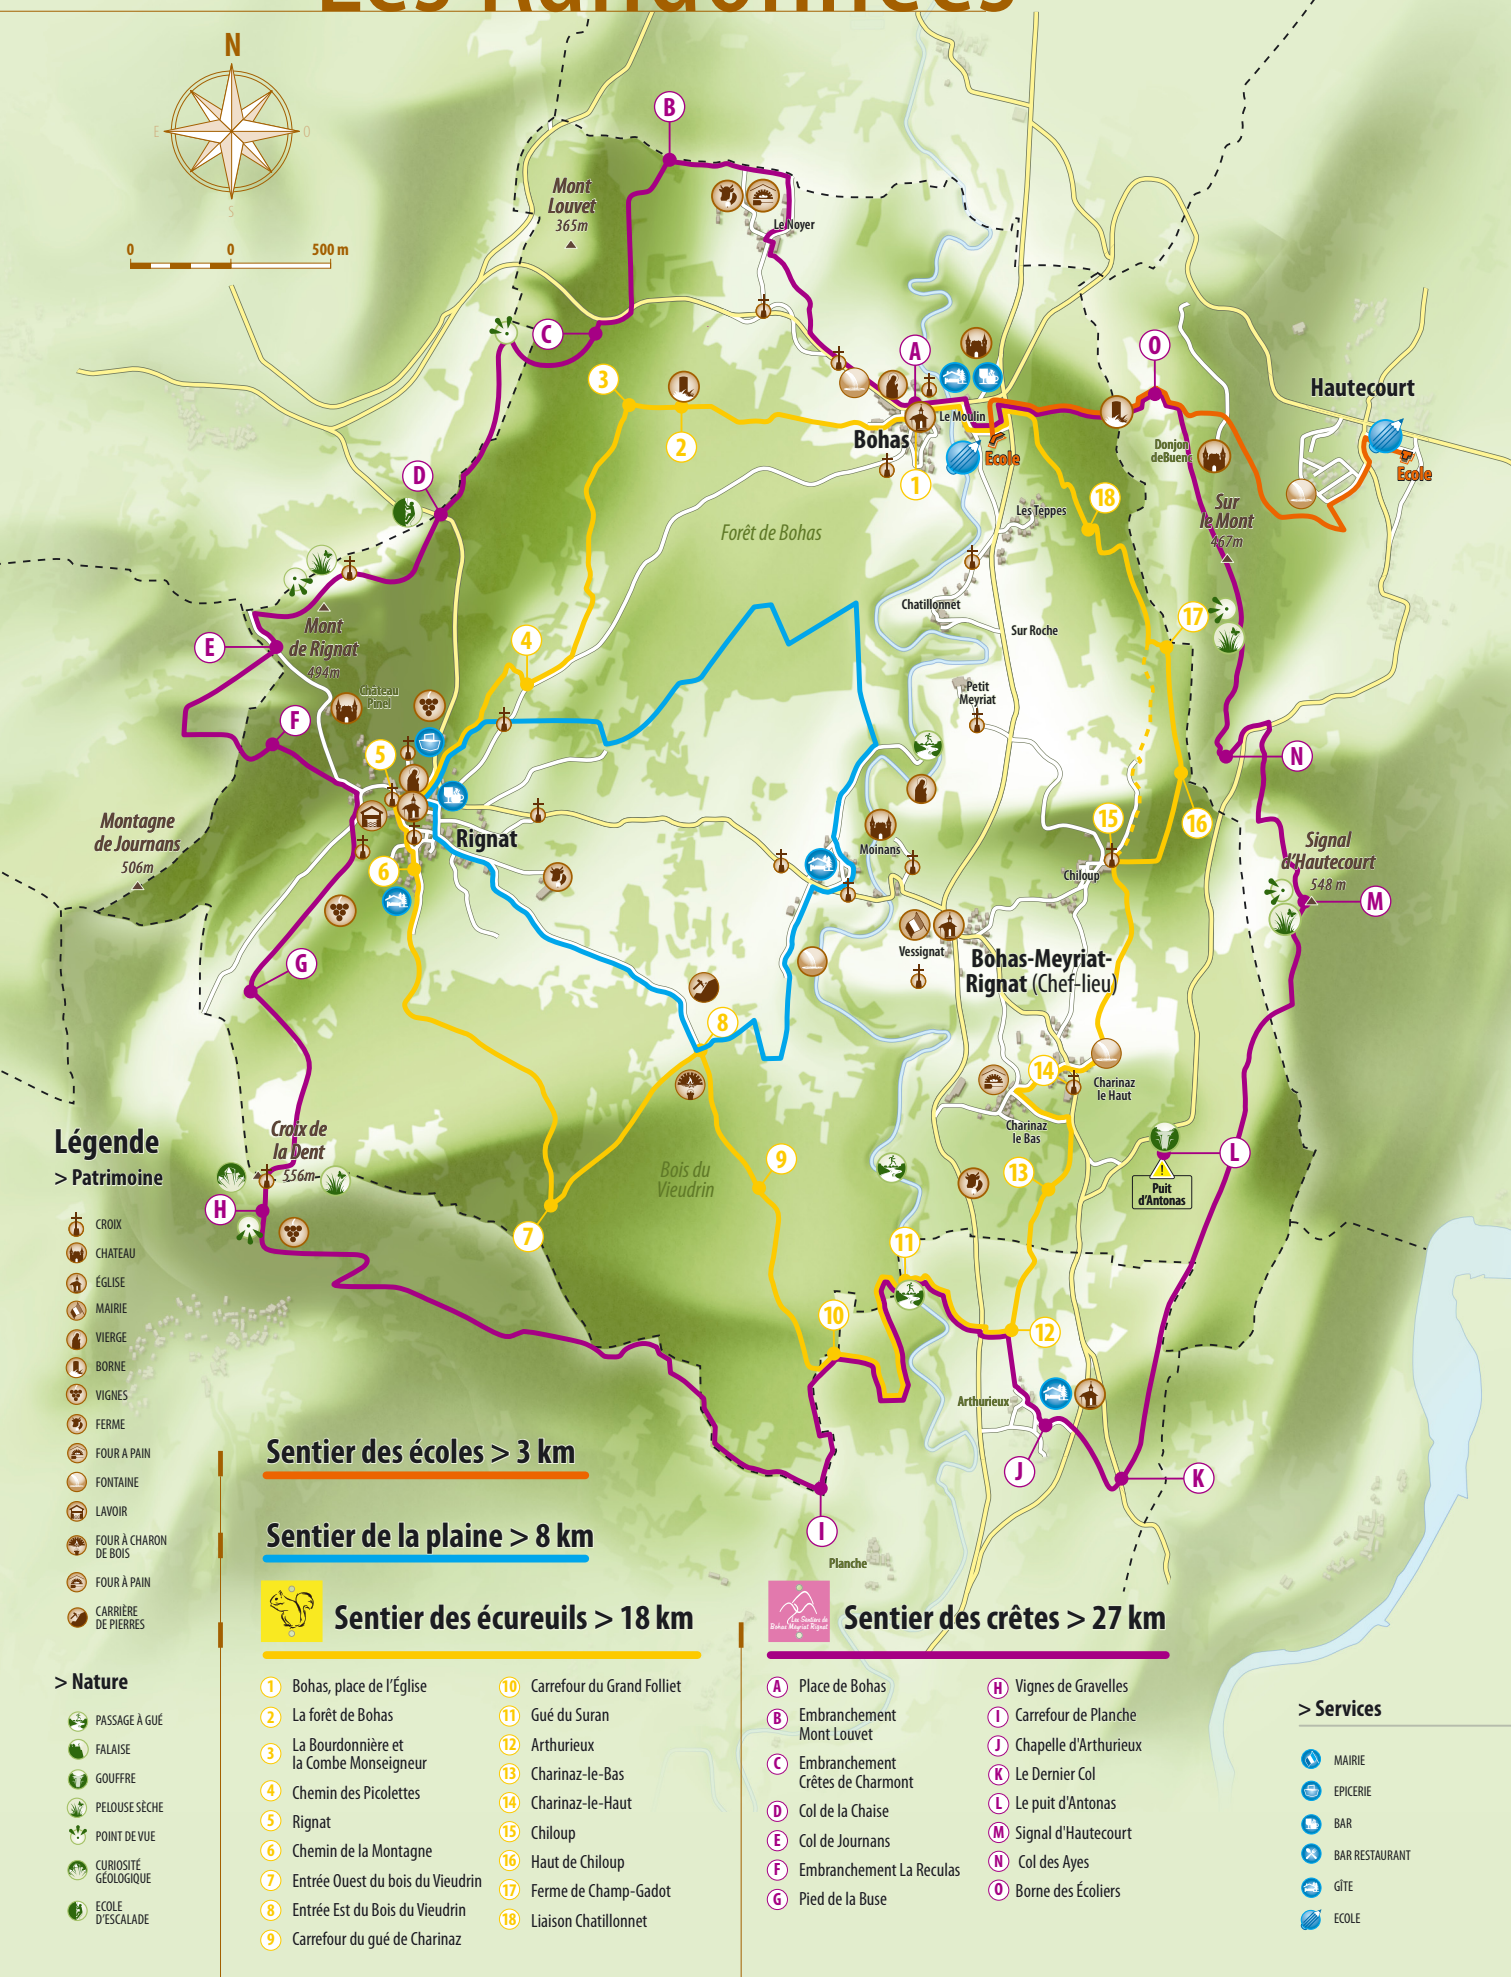 Les Randonnées
N
E
O
S
0
0
500 m
B
Mont
Louvet
365m
Le Noyer
C
A
O
3
Hautecourt
Le Moulin
Bohas
2
Donjon
deBuenc
Ecole
Ecole
1
D
18
Sur
le Mont
467m
Les Teppes
Forêt de Bohas
Chatillonnet
17
Mont
de Rignat
494m
E
4
Sur Roche
Château
Pinel
Petit
Meyriat
F
5
N
Montagne
de Journans
506m
15
16
Rignat
Moinans
Signal
d'Hautecourt
548 m
6
Chiloup
M
G
Vessignat
Bohas-Meyriat-
Rignat (Chef-lieu)
8
14
Charinaz
le Haut
Croix de
la Dent
556m
Charinaz
le Bas
L
Bois du
Vieudrin
9
13
Puit
d'Antonas
H
7
11
10
12
Arthurieux
J
K
I
Planche
Légende
> Patrimoine
CROIX
CHATEAU
ÉGLISE
MAIRIE
VIERGE
BORNE
VIGNES
FERME
FOUR A PAIN
FONTAINE
LAVOIR
FOUR À CHARON
DE BOIS
FOUR À PAIN
CARRIÈRE
DE PIERRES
> Nature
PASSAGE À GUÉ
FALAISE
GOUFFRE
PELOUSE SÈCHE
POINT DE VUE
CURIOSITÉ
GÉOLOGIQUE
ECOLE
D'ESCALADE
Sentier des écoles > 3 km
Sentier de la plaine > 8 km
Sentier des écureuils > 18 km
1 Bohas, place de l'Église
2 La forêt de Bohas
3 La Bourdonnière et
la Combe Monseigneur
4 Chemin des Picolettes
5 Rignat
6 Chemin de la Montagne
7 Entrée Ouest du bois du Vieudrin
8 Entrée Est du Bois du Vieudrin
9 Carrefour du gué de Charinaz
10 Carrefour du Grand Folliet
11 Gué du Suran
12 Arthurieux
13 Charinaz-le-Bas
14 Charinaz-le-Haut
15 Chiloup
16 Haut de Chiloup
17 Ferme de Champ-Gadot
18 Liaison Chatillonnet
Les Sentiers de
Bohas Meyriat Rignat
Sentier des crêtes > 27 km
A Place de Bohas
B Embranchement
Mont Louvet
C Embranchement
Crêtes de Charmont
D Col de la Chaise
E Col de Journans
F Embranchement La Reculas
G Pied de la Buse
H Vignes de Gravelles
I Carrefour de Planche
J Chapelle d'Arthurieux
K Le Dernier Col
L Le puit d'Antonas
M Signal d'Hautecourt
N Col des Ayes
O Borne des Écoliers
> Services
MAIRIE
EPICERIE
BAR
BAR RESTAURANT
GÎTE
ECOLE